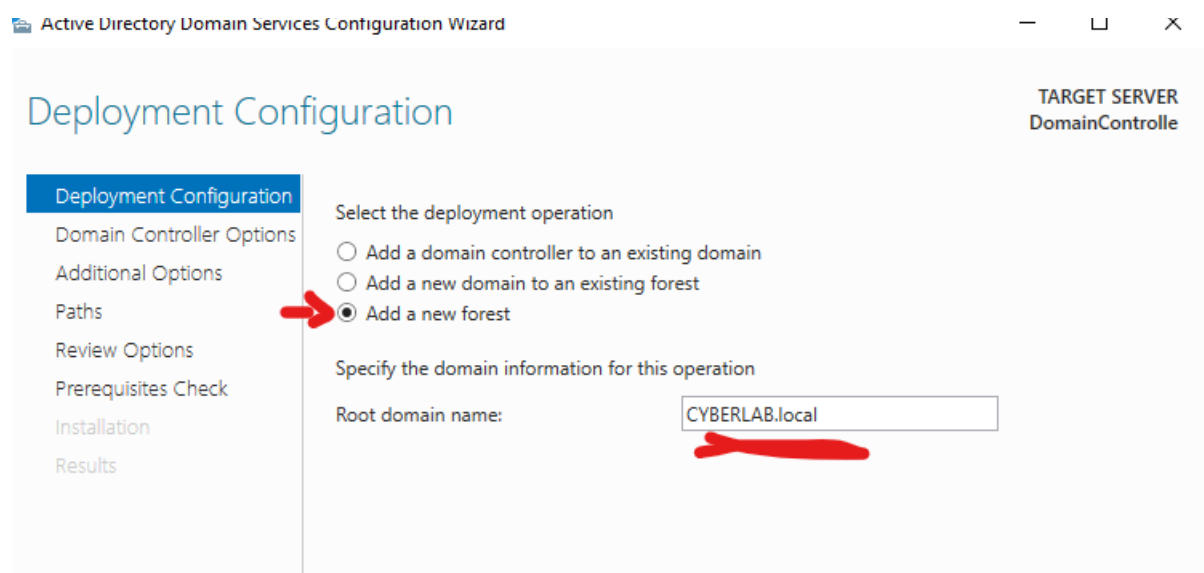 Active Directory Domain Services Configuration Wizard
Deployment Configuration
TARGET SERVER
DomainControlle
Deployment Configuration
Domain Controller Options
Additional Options
Paths
Review Options
Prerequisites Check
Installation
Results
Select the deployment operation
Add a domain controller to an existing domain
Add a new domain to an existing forest
Add a new forest
Specify the domain information for this operation
Root domain name: CYBERLAB.local